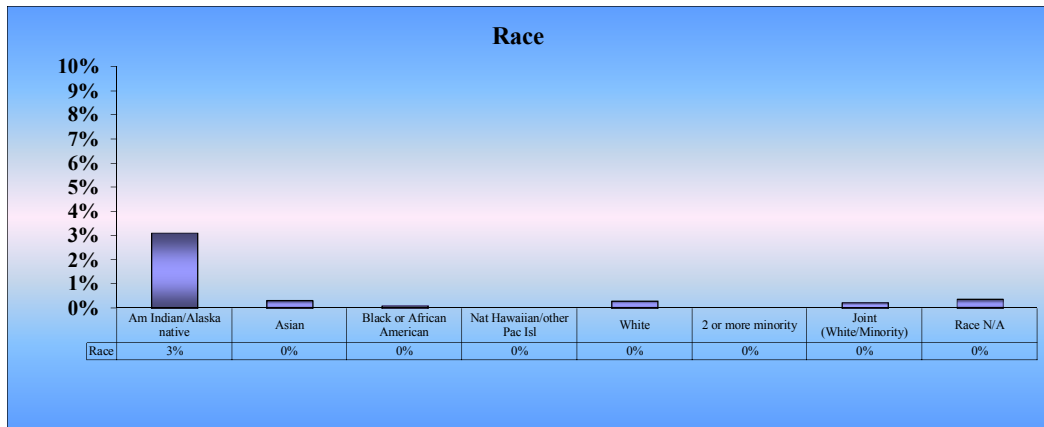 Race
10%
9%
8%
7%
6%
5%
4%
3%
2%
1%
0%
Am Indian/Alaska native
Asian
Black or African American
Nat Hawaiian/other Pac Isl
White
2 or more minority
Joint (White/Minority)
Race N/A
Race 3% 0% 0% 0% 0% 0% 0% 0%